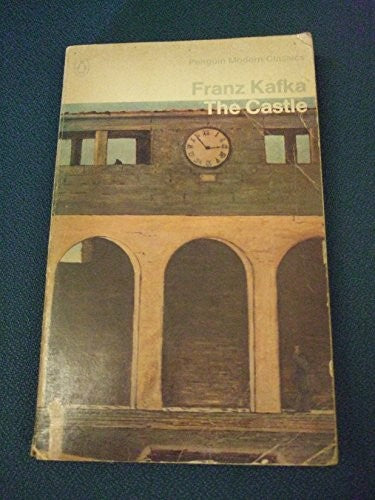 Penguin Modern Classics
Franz Kafka
The Castle